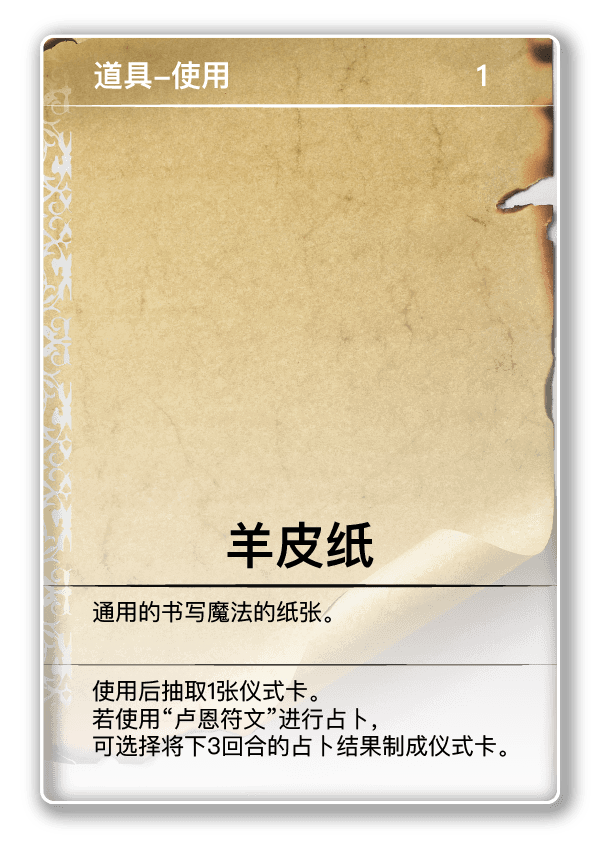 道具–使用
1
羊皮纸
通用的书写魔法的纸张。
使用后抽取1张仪式卡。
若使用“卢恩符文”进行占卜，
可选择将下3回合的占卜结果制成仪式卡。